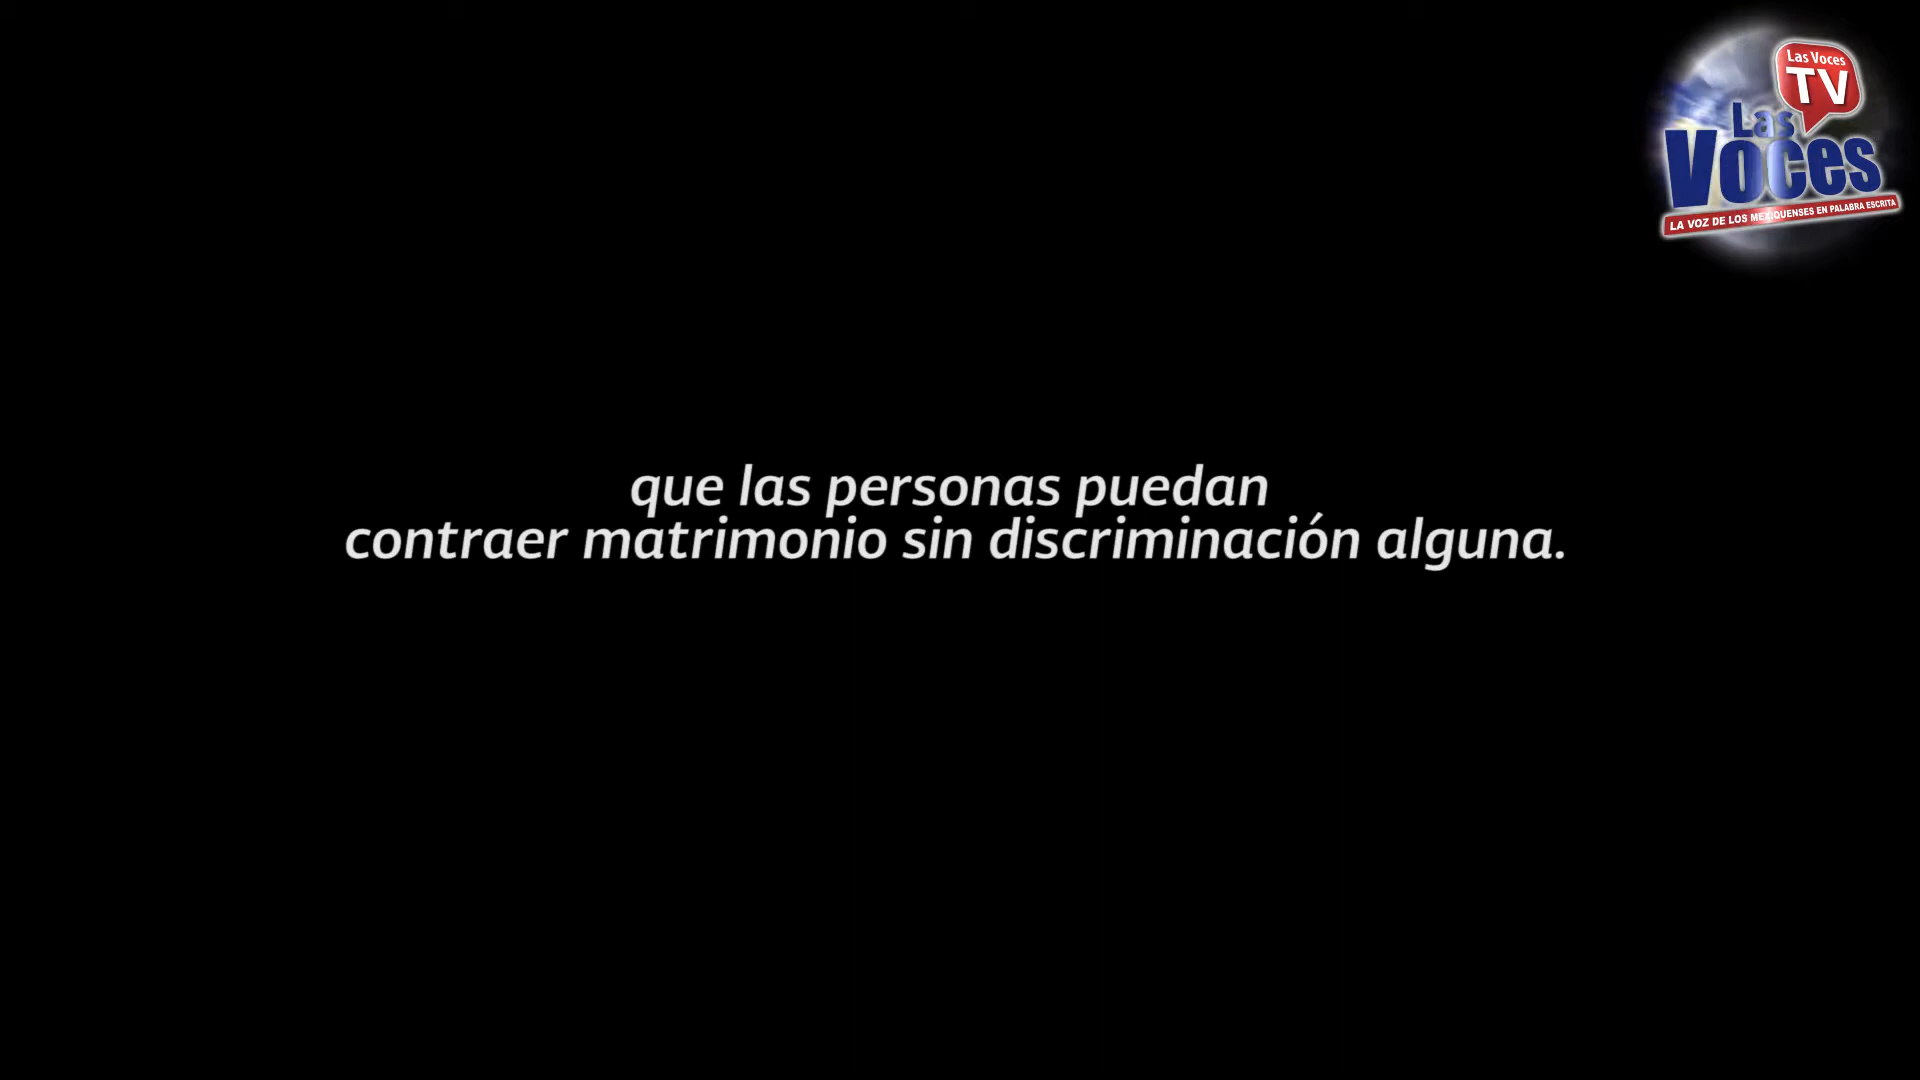 Las Voces
TV
Las
Voces
LA VOZ DE LOS MEXIQUENSES EN PALABRA ESCRITA
que las personas puedan
contraer matrimonio sin discriminación alguna.